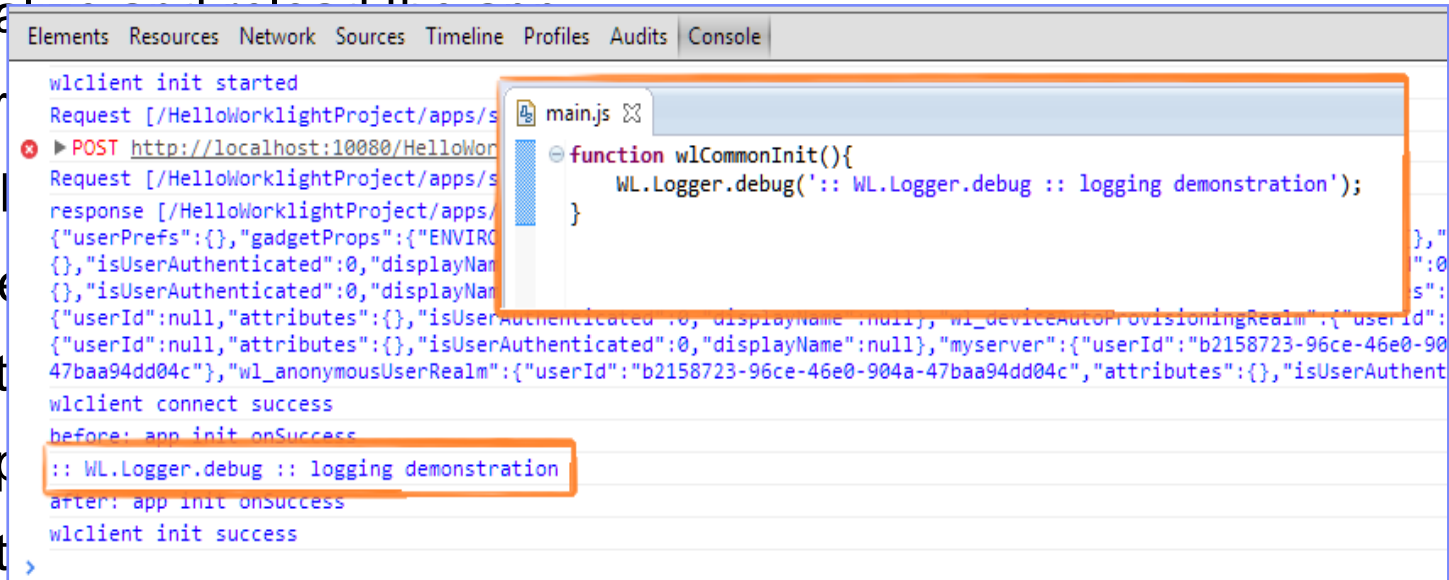 Elements Resources Network Sources Timeline Profiles Audits Console
wlclient init started
Request [/HelloWorklightProject/apps/s
POST http://localhost:10080/HelloWor
Request [/HelloWorklightProject/apps/s
response [/HelloWorklightProject/apps/
{"userPrefs":{},"gadgetProps":{"ENVIRO
{},"isUserAuthenticated":0,"displayNam
{},"isUserAuthenticated":0,"displayNam
main.js
function wlCommonInit(){
WL.Logger.debug(':: WL.Logger.debug :: logging demonstration');
}
{"userId":null,"attributes":{},"isUserAuthenticated":0,"displayName":null},"wl_deviceAutoProvisioningRealm":{"userId":
{"userId":null,"attributes":{},"isUserAuthenticated":0,"displayName":null},"myserver":{"userId":"b2158723-96ce-46e0-90
47baa94dd04c"},"wl_anonymousUserRealm":{"userId":"b2158723-96ce-46e0-904a-47baa94dd04c","attributes":{},"isUserAuthent
wlclient connect success
before: app init onSuccess
:: WL.Logger.debug :: logging demonstration
after: app init onSuccess
wlclient init success
>